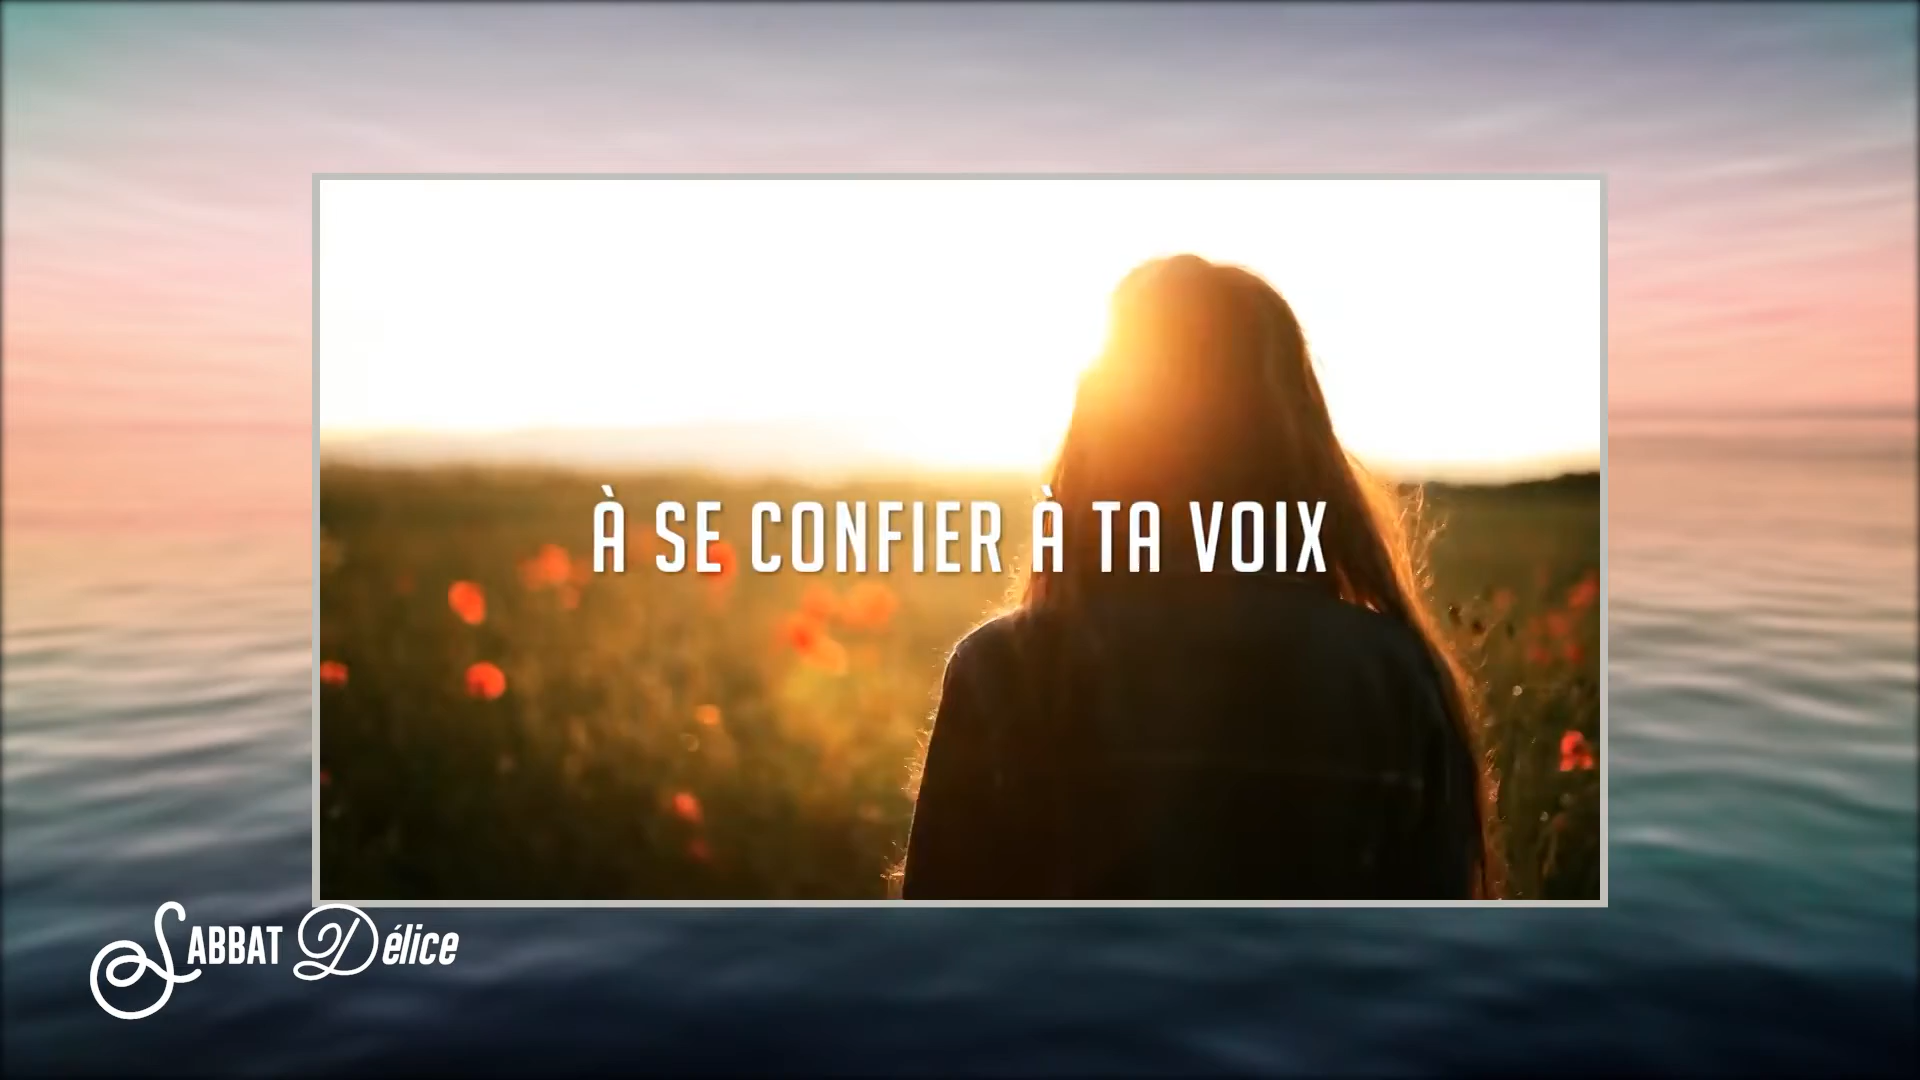 À SE CONFIER À TA VOIX
SABBAT Délice